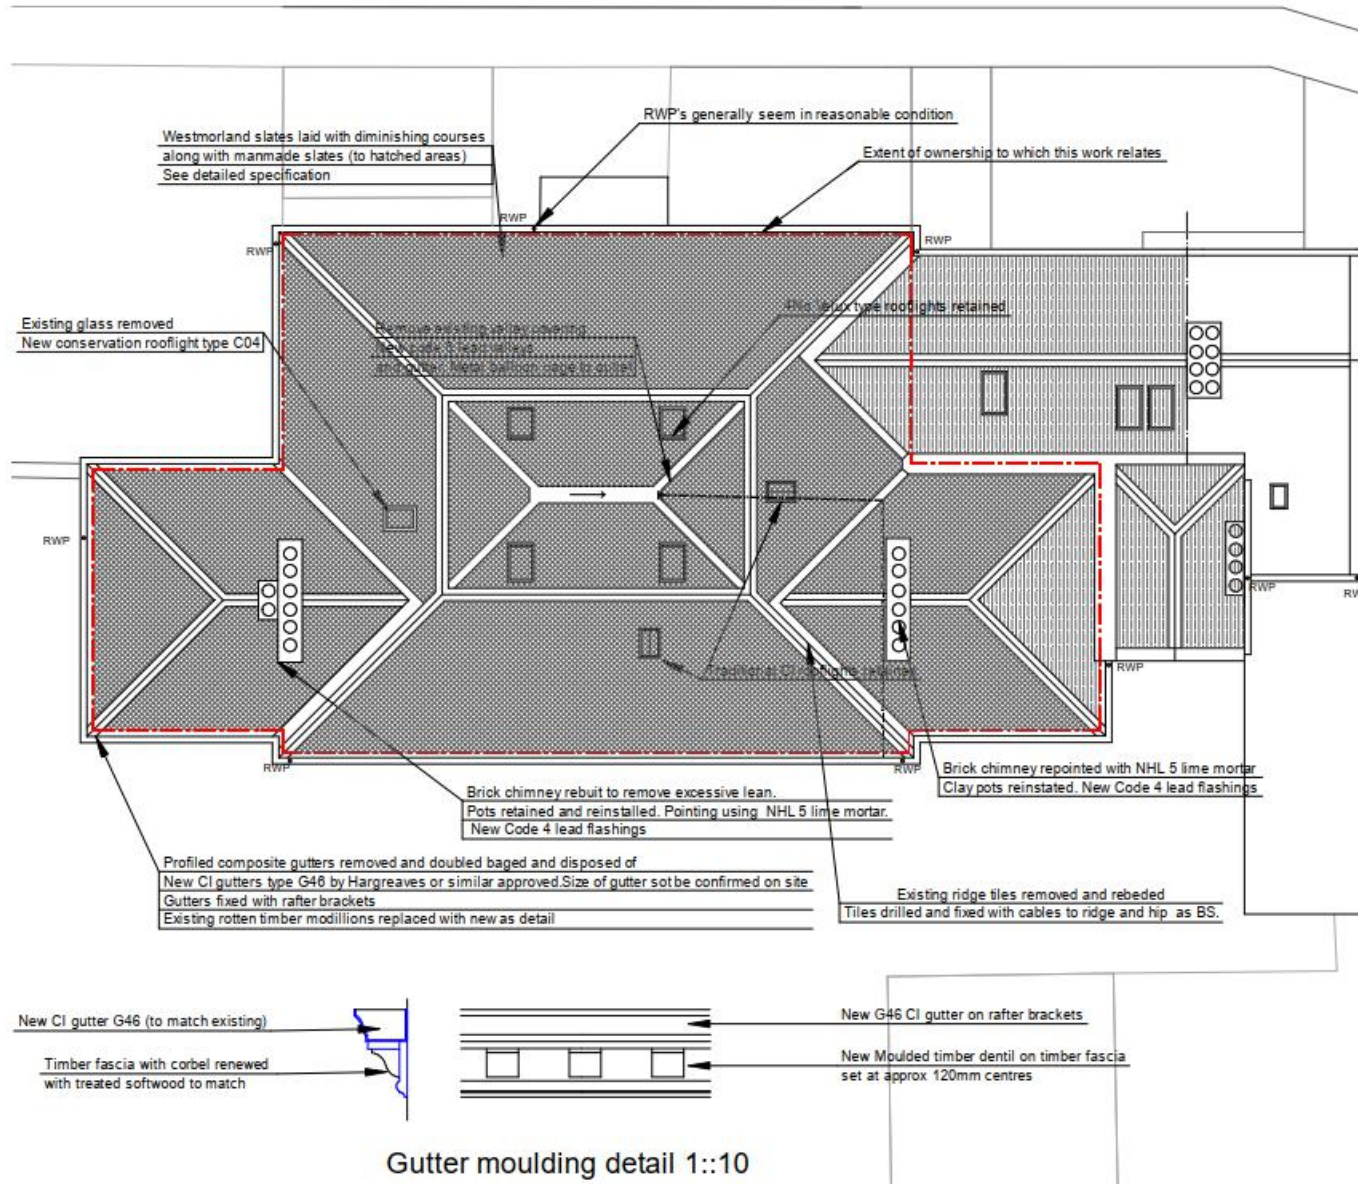 RWP's generally seem in reasonable condition
Westmorland slates laid with diminishing courses
along with manmade slates (to hatched areas)
See detailed specification
Extent of ownership to which this work relates
RWP
RWP
RWP
4No Velux type rooflights retained
Existing glass removed
New conservation rooflight type C04
Remove existing valley covering
New code 8 lead valleys
and gutter. Metal balloon to outlet
RWP
RWP
RWP
RWP
Traditional CI rooflights retained
RWP
RWP
Brick chimney repointed with NHL 5 lime mortar
Clay pots reinstated. New Code 4 lead flashings
Brick chimney rebuit to remove excessive lean.
Pots retained and reinstalled. Pointing using NHL 5 lime mortar.
New Code 4 lead flashings
Profiled composite gutters removed and doubled baged and disposed of
New CI gutters type G46 by Hargreaves or similar approved.Size of gutter sot be confirmed on site
Gutters fixed with rafter brackets
Existing rotten timber modillions replaced with new as detail
Existing ridge tiles removed and rebeded
Tiles drilled and fixed with cables to ridge and hip as BS.
New CI gutter G46 (to match existing)
New G46 CI gutter on rafter brackets
Timber fascia with corbel renewed
with treated softwood to match
New Moulded timber dentil on timber fascia
set at approx 120mm centres
Gutter moulding detail 1::10